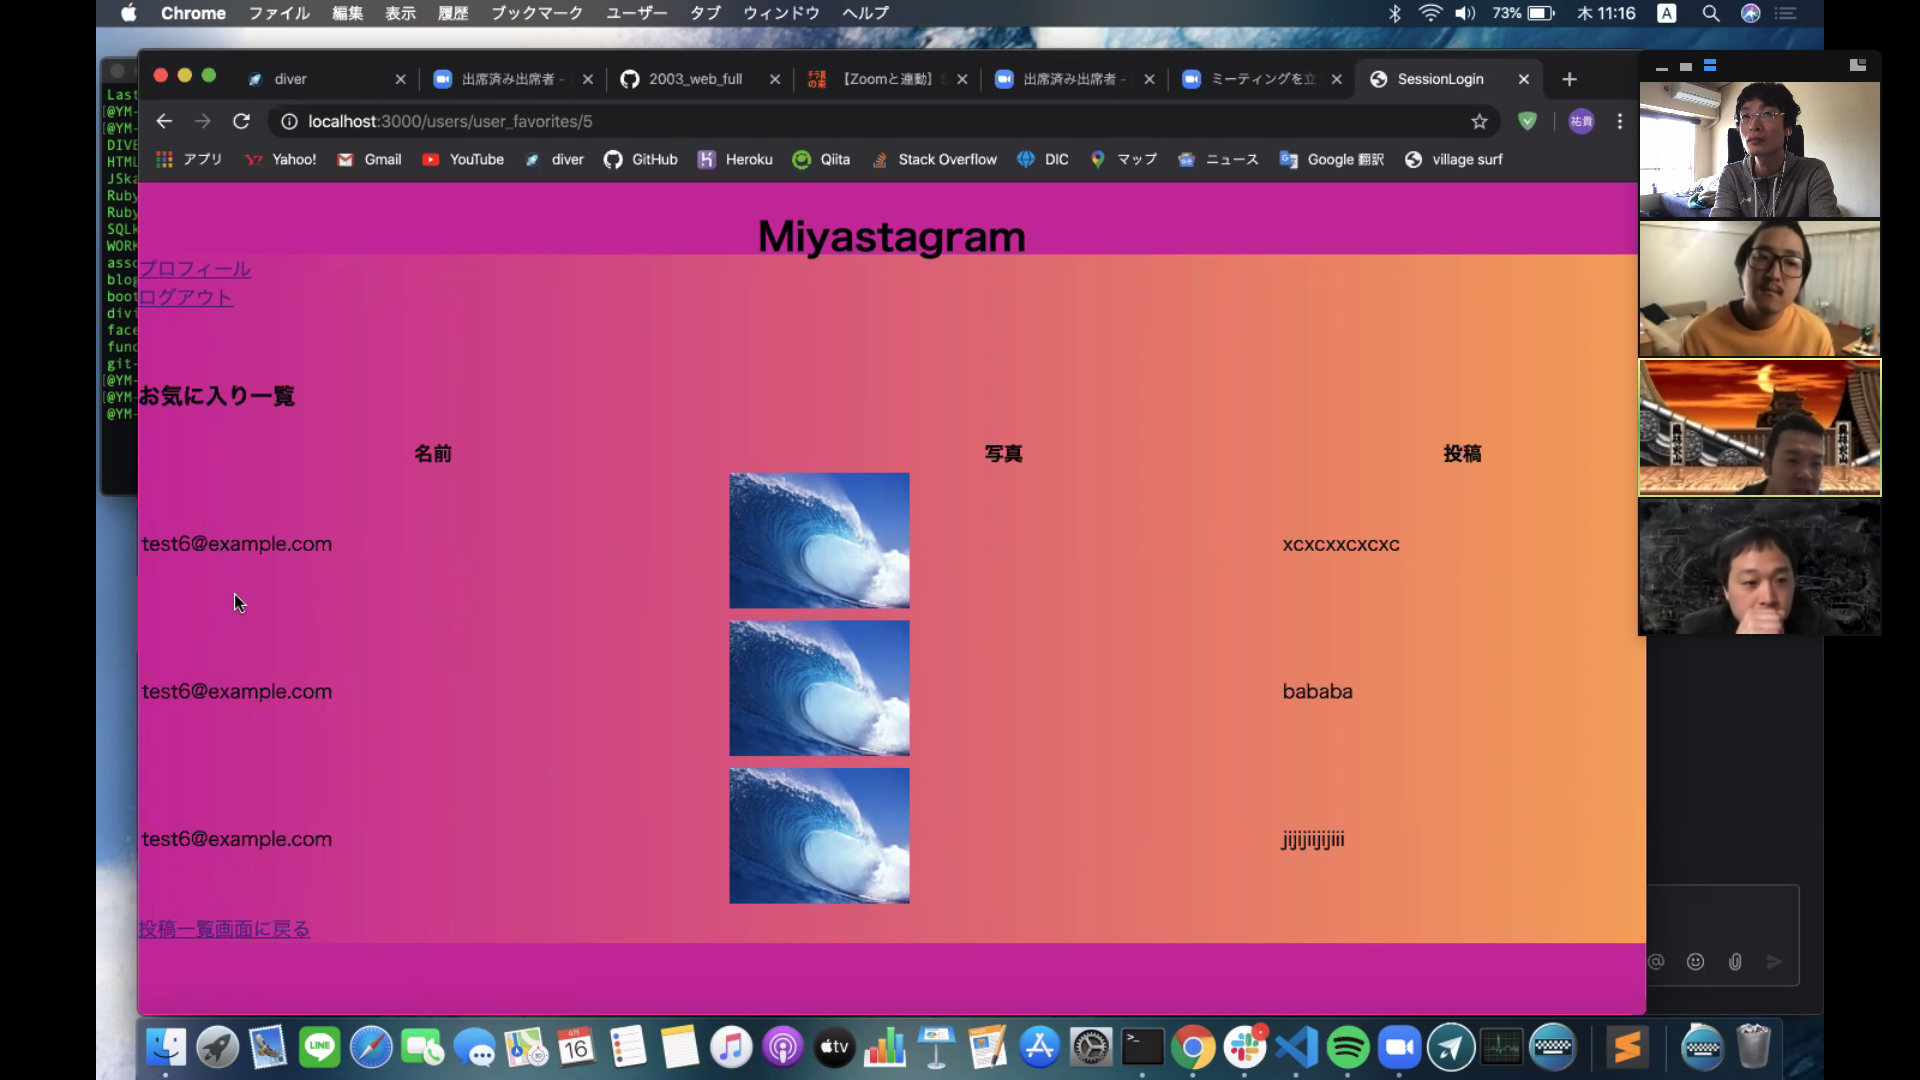 Chrome ファイル 編集 表示 履歴 ブックマーク ユーザー タブ ウィンドウ ヘルプ 73% 木 11:16 A
diver 出席済み出席者 - 2003_web_full 【Zoomと連動】 出席済み出席者 - ミーティングを立 SessionLogin
localhost:3000/users/user_favorites/5 祐貴
アプリ Yahoo! Gmail YouTube diver GitHub Heroku Qiita Stack Overflow DIC マップ ニュース Google 翻訳 village surf
Last
[@YM-
[@YM-
DIVE
HTML
JSka
Ruby
Ruby
SQLk
WORK
asso
blog
boot
divi
face
func
git-
[@YM-
[@YM-
@YM-
Miyastagram
プロフィール
ログアウト
お気に入り一覧
名前 写真 投稿
test6@example.com xcxcxxcxcxc
test6@example.com bababa
test6@example.com jijijiijijiii
投稿一覧画面に戻る
LINE 16 tv